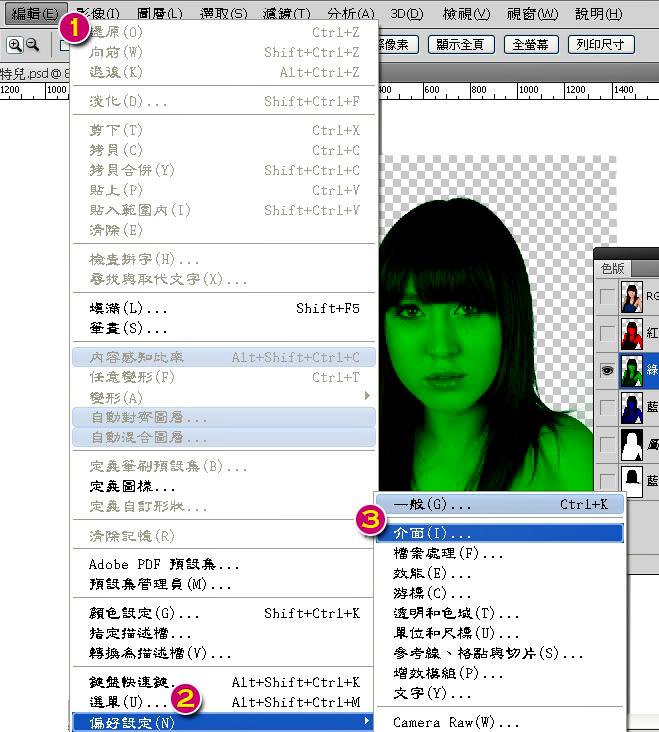 編輯(E) 影像(I) 圖層(L) 選取(S) 濾鏡(T) 分析(A) 3D(D) 檢視(V) 視窗(W) 說明(H)
1
像素 顯示全頁 全螢幕 列印尺寸
特兒.psd @ 8
1200 1000 400 600 800 1000 1200 1400
還原(O) Ctrl+Z
向前(W) Shift+Ctrl+Z
退後(K) Alt+Ctrl+Z
淡化(D)... Shift+Ctrl+F
剪下(T) Ctrl+X
拷貝(C) Ctrl+C
拷貝合併(Y) Shift+Ctrl+C
貼上(P) Ctrl+V
貼入範圍內(I) Shift+Ctrl+V
清除(E)
檢查拼字(H)...
尋找與取代文字(X)...
填滿(L)... Shift+F5
筆畫(S)...
內容感知比率 Alt+Shift+Ctrl+C
任意變形(F) Ctrl+T
變形(A)
自動對齊圖層...
自動混合圖層...
定義筆刷預設集(B)...
定義圖樣...
定義自訂形狀...
清除記憶(R)
Adobe PDF 預設集...
預設集管理員(M)...
顏色設定(G)... Shift+Ctrl+K
指定描述檔...
轉換為描述檔(V)...
鍵盤快速鍵... Alt+Shift+Ctrl+K
選單(U)... Alt+Shift+Ctrl+M
2
偏好設定(N)
一般(G)... Ctrl+K
3
介面(I)...
檔案處理(F)...
效能(E)...
游標(C)...
透明和色域(T)...
單位和尺標(U)...
參考線、格點與切片(S)...
增效模組(P)...
文字(Y)...
Camera Raw(W)...
色版
RG
紅
綠
藍
藍